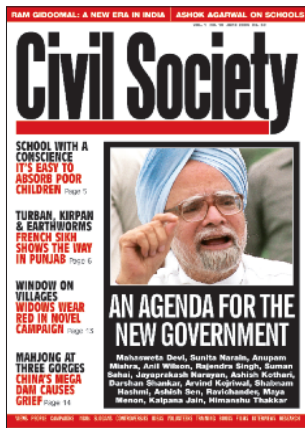 RAM GIDOOMAL: A NEW ERA IN INDIA
ASHOK AGARWAL ON SCHOOLS
Civil Society
SCHOOL WITH A
CONSCIENCE
IT'S EASY TO
ABSORB POOR
CHILDREN Page 5
TURBAN, KIRPAN
& EARTHWORMS
FRENCH SIKH
SHOWS THE WAY
IN PUNJAB Page 6
WINDOW ON
VILLAGES
WIDOWS WEAR
RED IN NOVEL
CAMPAIGN Page 13
MAHJONG AT
THREE GORGES
CHINA'S MEGA
DAM CAUSES
GRIEF Page 14
AN AGENDA FOR THE
NEW GOVERNMENT
Mahasweta Devi, Sunita Narain, Anupam
Mishra, Anil Wilson, Rajendra Singh, Suman
Sahai, Jayaprakash Narayan, Ashish Kothari,
Darshan Shankar, Arvind Kejriwal, Shabnam
Hashmi, Ashish Sen, Ravichander, Maya
Menon, Kalpana Jain, Himanshu Thakkar